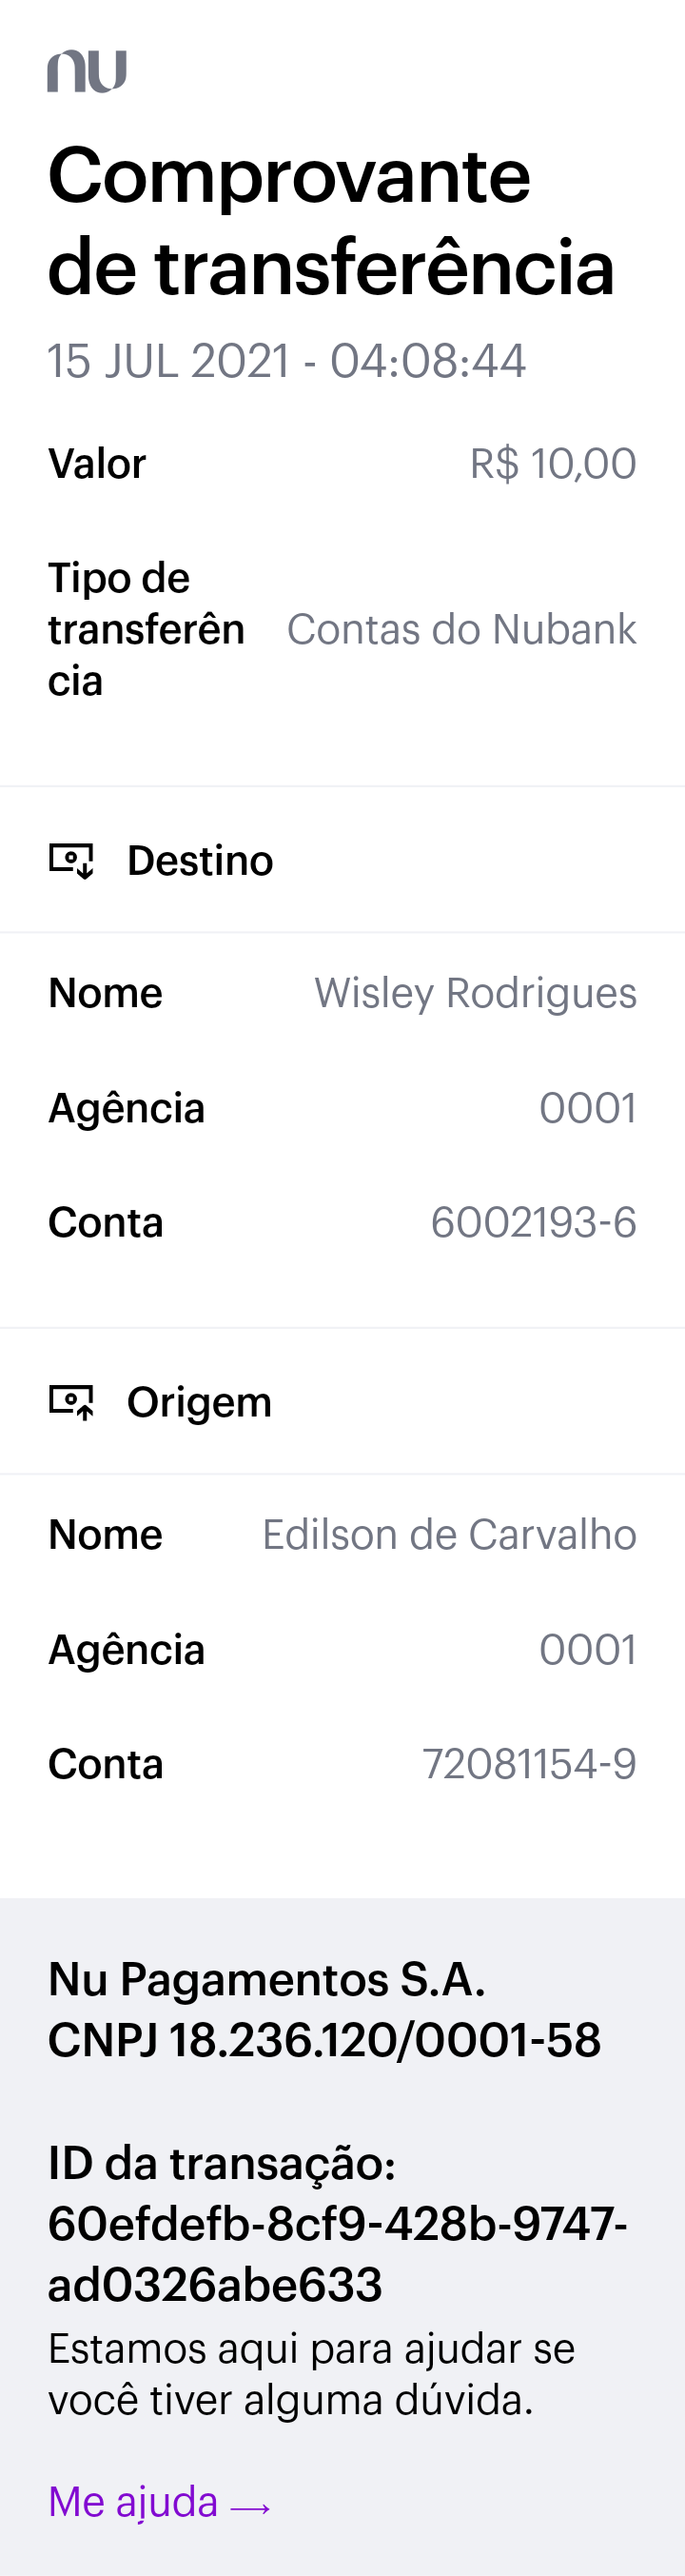 nu
Comprovante
de transferência
15 JUL 2021 - 04:08:44
Valor R$ 10,00
Tipo de
transferên Contas do Nubank
cia
Destino
Nome Wisley Rodrigues
Agência 0001
Conta 6002193-6
Origem
Nome Edilson de Carvalho
Agência 0001
Conta 72081154-9
Nu Pagamentos S.A.
CNPJ 18.236.120/0001-58
ID da transação:
60efdefb-8cf9-428b-9747-
ad0326abe633
Estamos aqui para ajudar se
você tiver alguma dúvida.
Me ajuda →